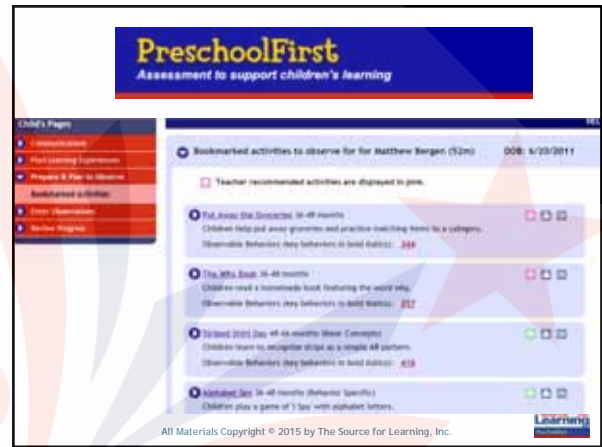 PreschoolFirst
Assessment to support children's learning
Child's Pages
Communications
Plan Learning Experiences
Prepare & Plan to Observe
Bookmarked activities
Enter Observations
Review Progress
Bookmarked activities to observe for for Matthew Bergen (52m) DOB: 6/20/2011
Teacher recommended activities are displayed in pink.
Put Away the Groceries 36-48 months
Children help put away groceries and practice matching items to a category.
Observable Behaviors (key behaviors in bold italics):
The Why Book 36-48 months
Children read a homemade book featuring the word why.
Observable Behaviors (key behaviors in bold italics):
Striped Shirt Day months (Basic Concepts)
Children learn to recognize strips as a simple AB pattern.
Observable Behaviors (key behaviors in bold italics):
Alphabet Spy 36-48 months (Behavior Specific)
Children play a game of 'I Spy' with alphabet letters.
All Materials Copyright © 2015 by The Source for Learning, Inc.
Learning